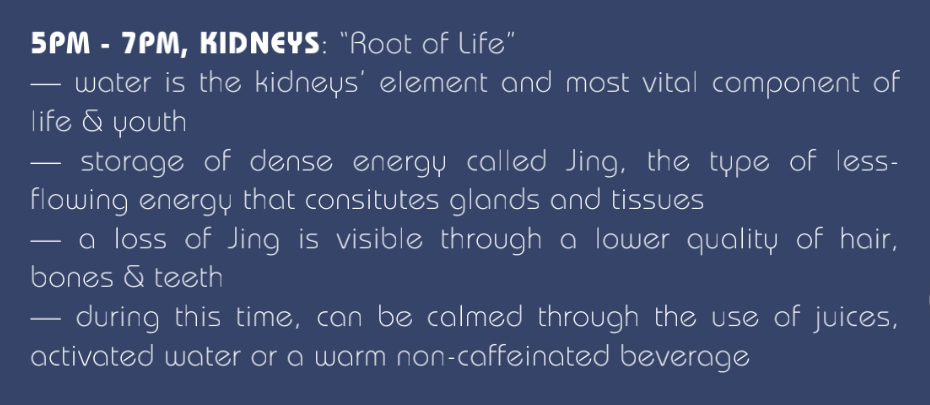 5PM - 7PM, KIDNEYS: "Root of Life"
— water is the kidneys' element and most vital component of
life & youth
— storage of dense energy called Jing, the type of less-
flowing energy that consitutes glands and tissues
— a loss of Jing is visible through a lower quality of hair,
bones & teeth
— during this time, can be calmed through the use of juices,
activated water or a warm non-caffeinated beverage